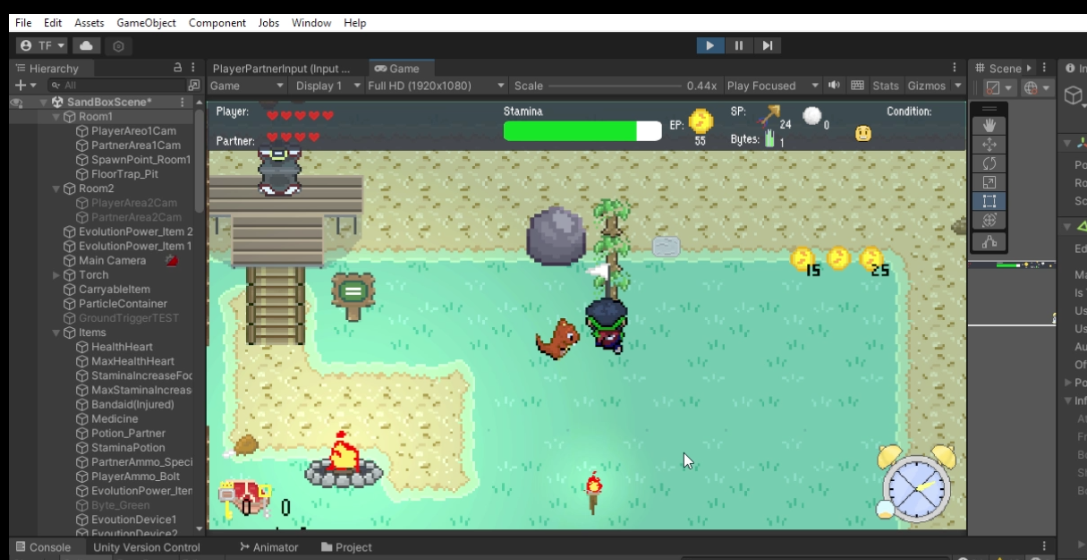 File Edit Assets GameObject Component Jobs Window Help
TF
Hierarchy
PlayerPartnerInput (Input ...
Game
Scene
All
Game Display 1 Full HD (1920x1080) Scale 0.44x Play Focused Stats Gizmos
SandBoxScene*
Room1
PlayerAreo1Cam
PartnerArea1Cam
SpawnPoint_Room1
FloorTrap_Pit
Room2
PlayerArea2Cam
PartnerArea2Cam
EvolutionPower_Item 2
EvolutionPower_Item 1
Main Camera
Torch
CarryableItem
ParticleContainer
GroundTriggerTEST
Items
HealthHeart
MaxHealthHeart
StaminaIncreaseFoo
MaxStaminaIncreas
Bandaid(Injured)
Medicine
Potion_Partner
StaminaPotion
PartnerAmmo_Speci
PlayerAmmo_Bolt
EvolutionPower_Iter
Byte_Green
EvoutionDevice1
EvoutionDevice2
Player:
Partner:
Stamina
EP:
55
SP:
24
0
Bytes:
1
Condition:
15
25
0
0
Console Unity Version Control Animator Project